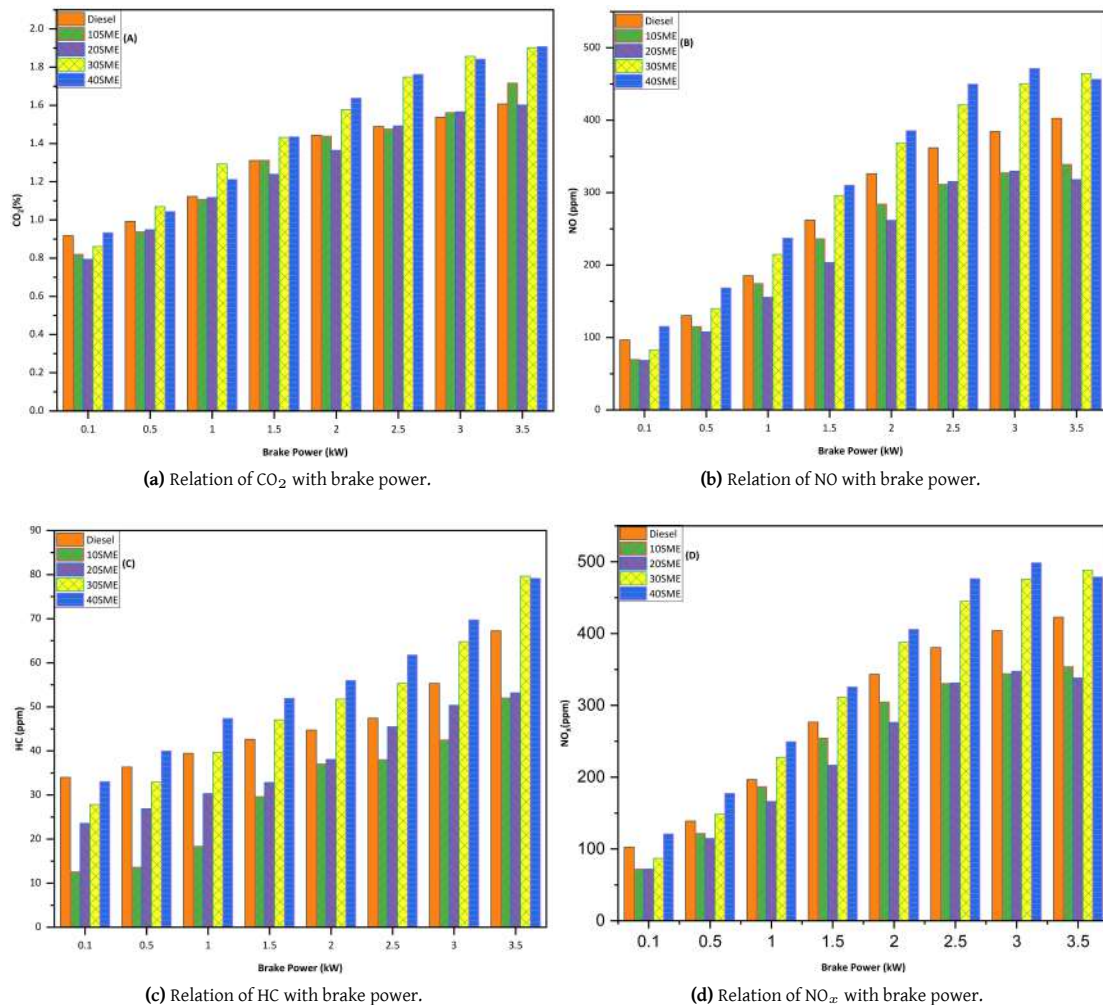 Diesel
10SME
20SME
30SME
40SME
(A)
2.0
1.8
1.6
1.4
1.2
1.0
0.8
0.6
0.4
0.2
0.0
CO₂(%)
0.1 0.5 1 1.5 2 2.5 3 3.5
Brake Power (kW)
(a) Relation of CO₂ with brake power.
Diesel
10SME
20SME
30SME
40SME
(B)
500
400
300
200
100
0
NO (ppm)
0.1 0.5 1 1.5 2 2.5 3 3.5
Brake Power (kW)
(b) Relation of NO with brake power.
Diesel
10SME
20SME
30SME
40SME
(C)
90
80
70
60
50
40
30
20
10
0
HC (ppm)
0.1 0.5 1 1.5 2 2.5 3 3.5
Brake Power (kW)
(c) Relation of HC with brake power.
Diesel
10SME
20SME
30SME
40SME
(D)
500
400
300
200
100
0
NOₓ(ppm)
0.1 0.5 1 1.5 2 2.5 3 3.5
Brake Power (kW)
(d) Relation of NOₓ with brake power.